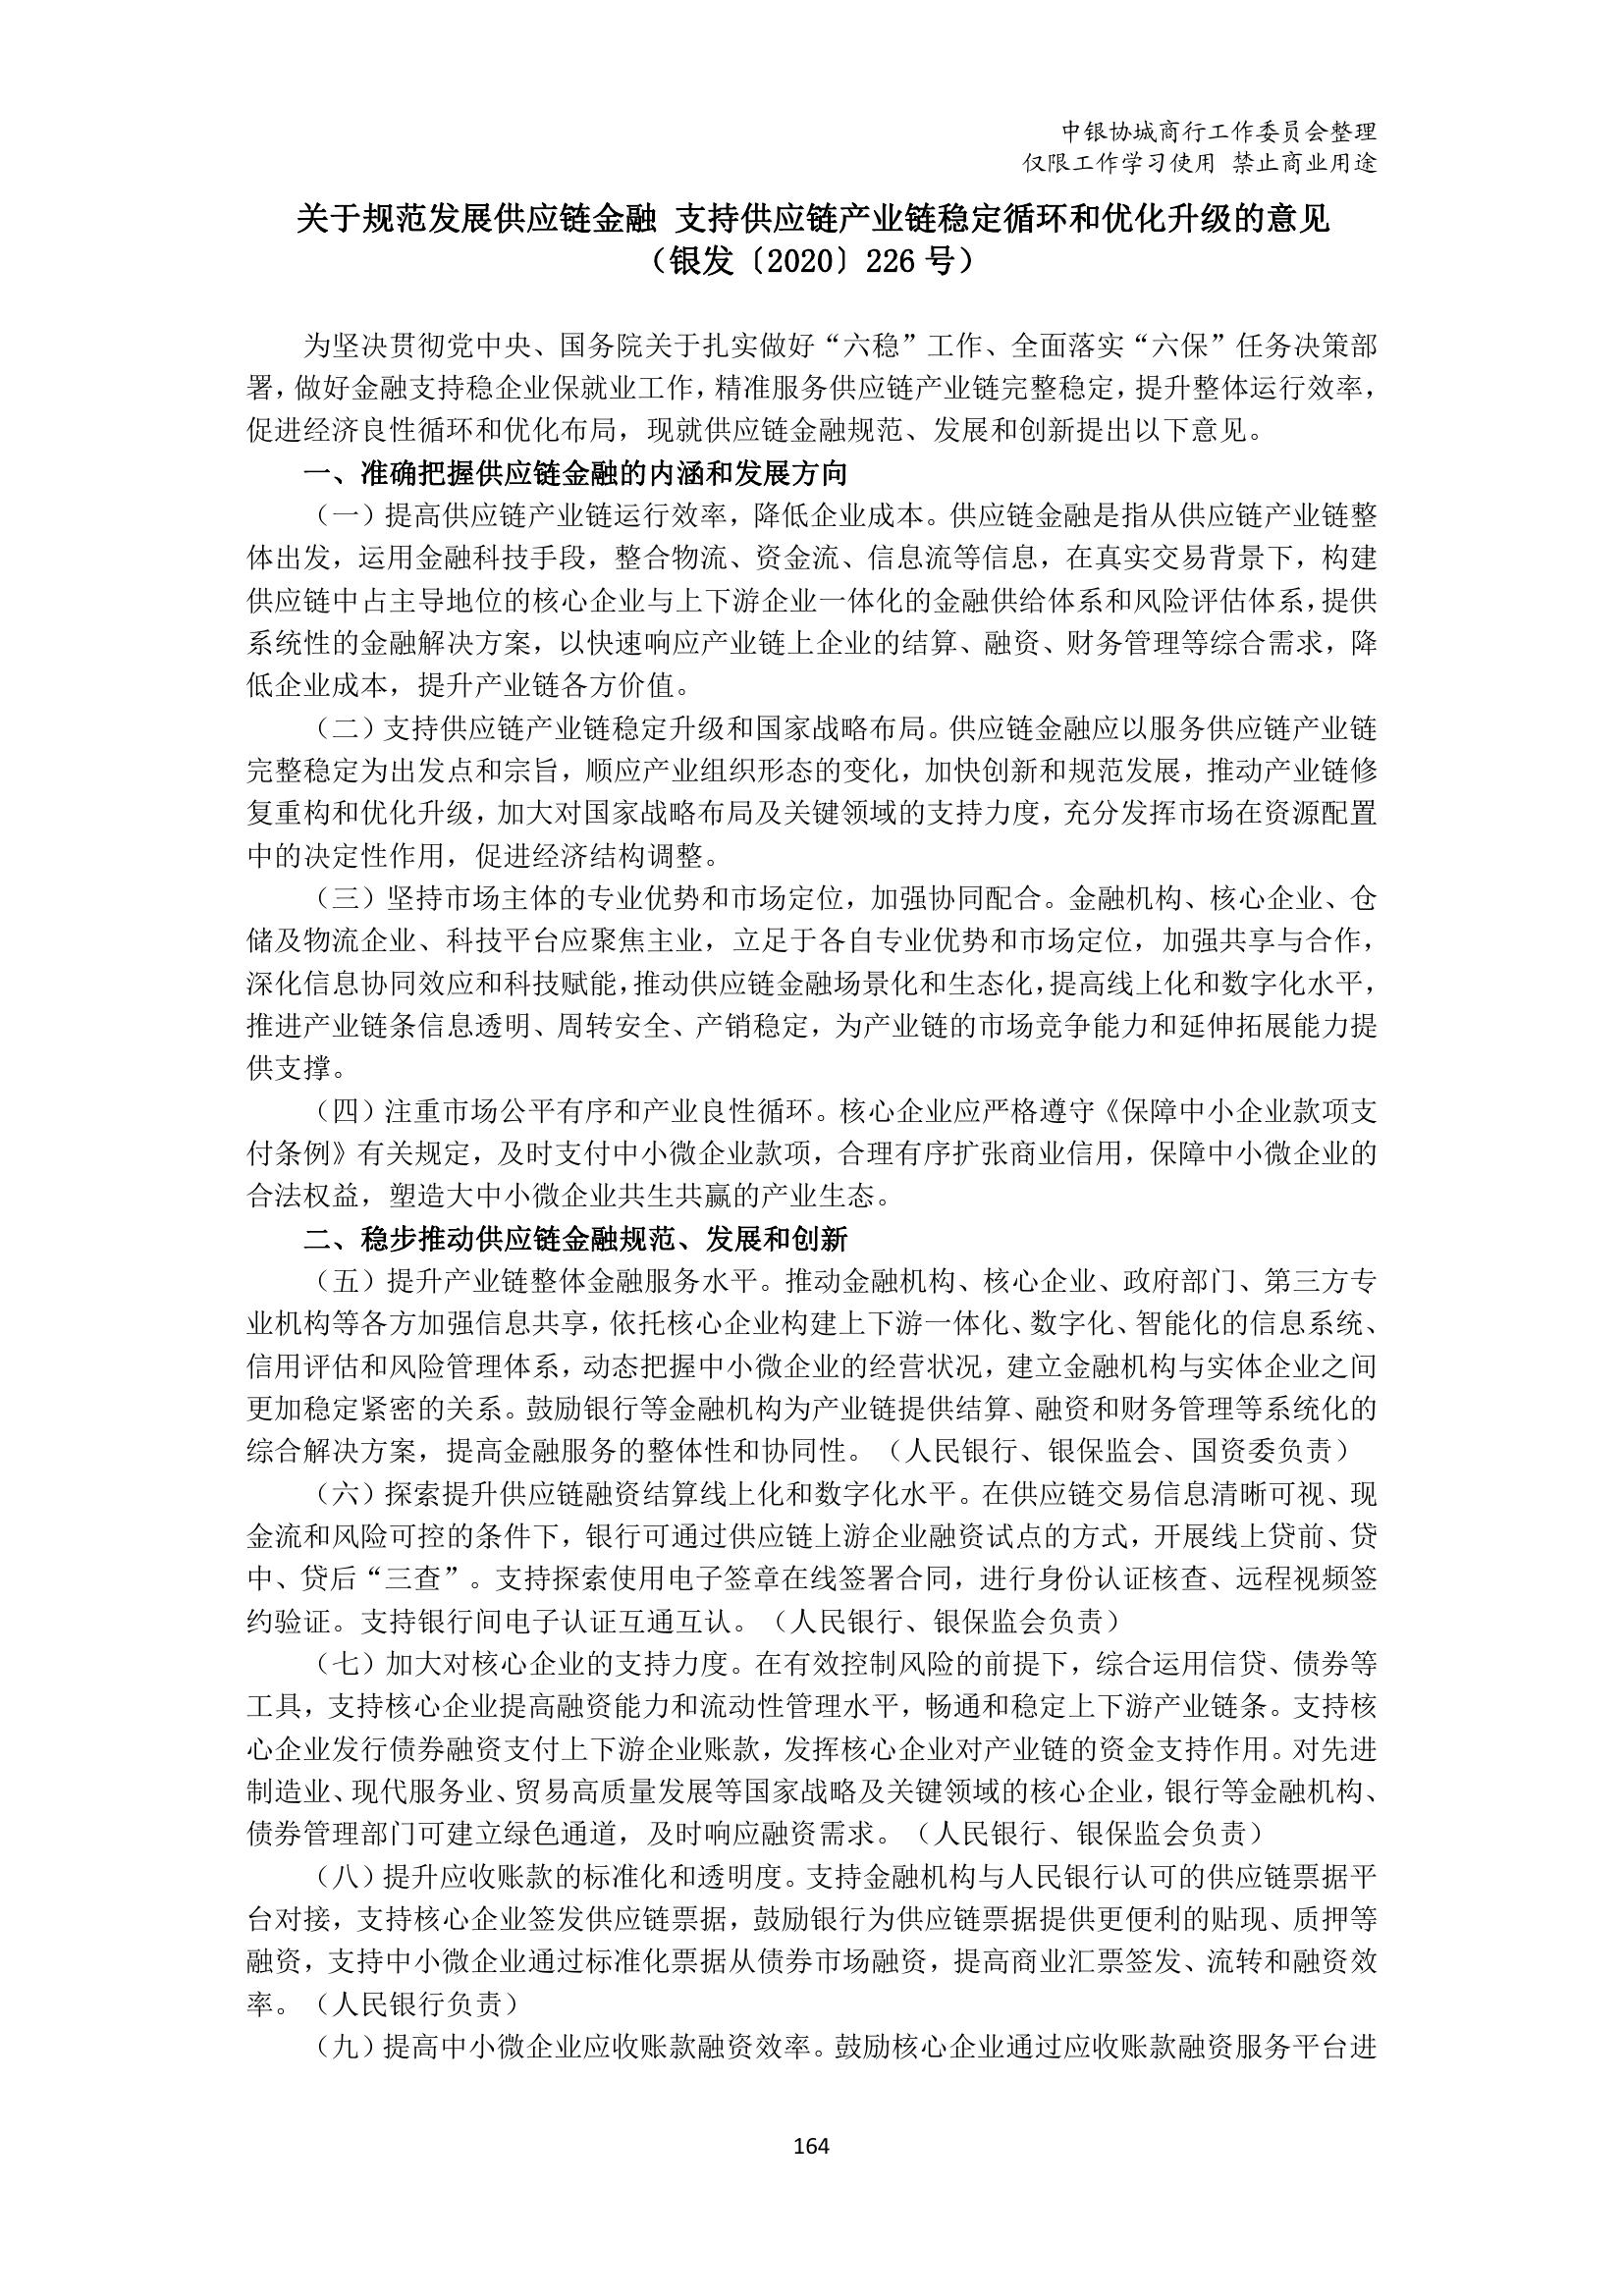 中银协城商行工作委员会整理
仅限工作学习使用 禁止商业用途
关于规范发展供应链金融 支持供应链产业链稳定循环和优化升级的意见
（银发〔2020〕226 号）
为坚决贯彻党中央、国务院关于扎实做好“六稳”工作、全面落实“六保”任务决策部
署，做好金融支持稳企业保就业工作，精准服务供应链产业链完整稳定，提升整体运行效率，
促进经济良性循环和优化布局，现就供应链金融规范、发展和创新提出以下意见。
一、准确把握供应链金融的内涵和发展方向
（一）提高供应链产业链运行效率，降低企业成本。供应链金融是指从供应链产业链整
体出发，运用金融科技手段，整合物流、资金流、信息流等信息，在真实交易背景下，构建
供应链中占主导地位的核心企业与上下游企业一体化的金融供给体系和风险评估体系，提供
系统性的金融解决方案，以快速响应产业链上企业的结算、融资、财务管理等综合需求，降
低企业成本，提升产业链各方价值。
（二）支持供应链产业链稳定升级和国家战略布局。供应链金融应以服务供应链产业链
完整稳定为出发点和宗旨，顺应产业组织形态的变化，加快创新和规范发展，推动产业链修
复重构和优化升级，加大对国家战略布局及关键领域的支持力度，充分发挥市场在资源配置
中的决定性作用，促进经济结构调整。
（三）坚持市场主体的专业优势和市场定位，加强协同配合。金融机构、核心企业、仓
储及物流企业、科技平台应聚焦主业，立足于各自专业优势和市场定位，加强共享与合作，
深化信息协同效应和科技赋能，推动供应链金融场景化和生态化，提高线上化和数字化水平，
推进产业链条信息透明、周转安全、产销稳定，为产业链的市场竞争能力和延伸拓展能力提
供支撑。
（四）注重市场公平有序和产业良性循环。核心企业应严格遵守《保障中小企业款项支
付条例》有关规定，及时支付中小微企业款项，合理有序扩张商业信用，保障中小微企业的
合法权益，塑造大中小微企业共生共赢的产业生态。
二、稳步推动供应链金融规范、发展和创新
（五）提升产业链整体金融服务水平。推动金融机构、核心企业、政府部门、第三方专
业机构等各方加强信息共享，依托核心企业构建上下游一体化、数字化、智能化的信息系统、
信用评估和风险管理体系，动态把握中小微企业的经营状况，建立金融机构与实体企业之间
更加稳定紧密的关系。鼓励银行等金融机构为产业链提供结算、融资和财务管理等系统化的
综合解决方案，提高金融服务的整体性和协同性。（人民银行、银保监会、国资委负责）
（六）探索提升供应链融资结算线上化和数字化水平。在供应链交易信息清晰可视、现
金流和风险可控的条件下，银行可通过供应链上游企业融资试点的方式，开展线上贷前、贷
中、贷后“三查”。支持探索使用电子签章在线签署合同，进行身份认证核查、远程视频签
约验证。支持银行间电子认证互通互认。（人民银行、银保监会负责）
（七）加大对核心企业的支持力度。在有效控制风险的前提下，综合运用信贷、债券等
工具，支持核心企业提高融资能力和流动性管理水平，畅通和稳定上下游产业链条。支持核
心企业发行债券融资支付上下游企业账款，发挥核心企业对产业链的资金支持作用。对先进
制造业、现代服务业、贸易高质量发展等国家战略及关键领域的核心企业，银行等金融机构、
债券管理部门可建立绿色通道，及时响应融资需求。（人民银行、银保监会负责）
（八）提升应收账款的标准化和透明度。支持金融机构与人民银行认可的供应链票据平
台对接，支持核心企业签发供应链票据，鼓励银行为供应链票据提供更便利的贴现、质押等
融资，支持中小微企业通过标准化票据从债券市场融资，提高商业汇票签发、流转和融资效
率。（人民银行负责）
（九）提高中小微企业应收账款融资效率。鼓励核心企业通过应收账款融资服务平台进
164